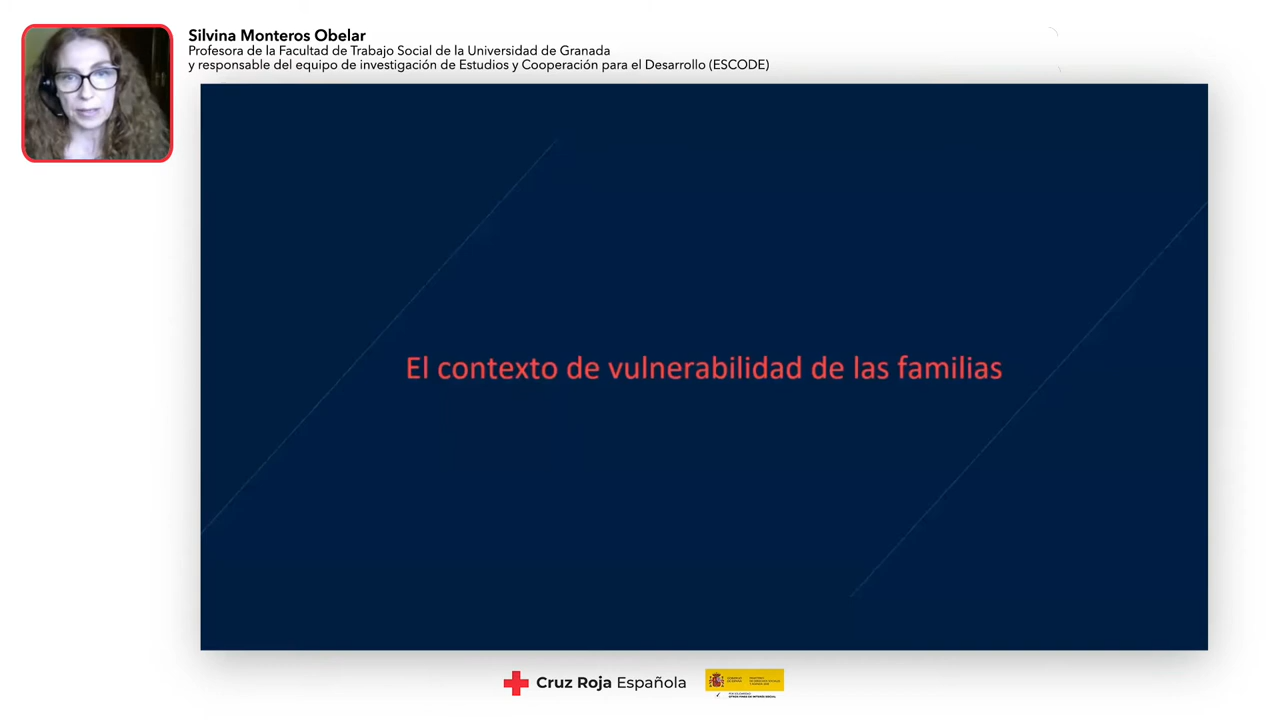 Silvina Monteros Obelar
Profesora de la Facultad de Trabajo Social de la Universidad de Granada
y responsable del equipo de investigación de Estudios y Cooperación para el Desarrollo (ESCODE)
El contexto de vulnerabilidad de las familias
Cruz Roja Española